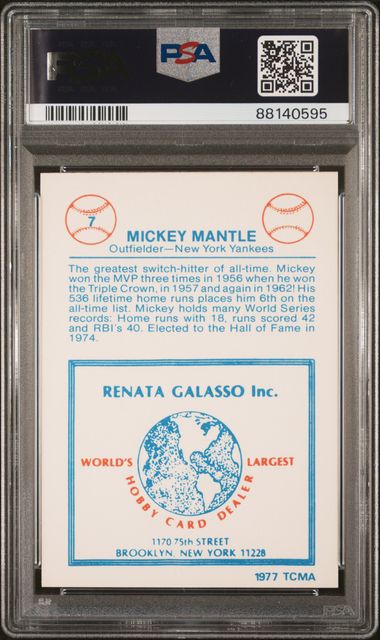 PSA
PSA
88140595
7
MICKEY MANTLE
Outfielder—New York Yankees
The greatest switch-hitter of all-time. Mickey
won the MVP three times in 1956 when he won
the Triple Crown, in 1957 and again in 1962! His
536 lifetime home runs places him 6th on the
all-time list. Mickey holds many World Series
records: Home runs with 18, runs scored 42
and RBI's 40. Elected to the Hall of Fame in
1974.
RENATA GALASSO Inc.
WORLD'S LARGEST
HOBBY CARD DEALER
1170 75th STREET
BROOKLYN, NEW YORK 11228
1977 TCMA